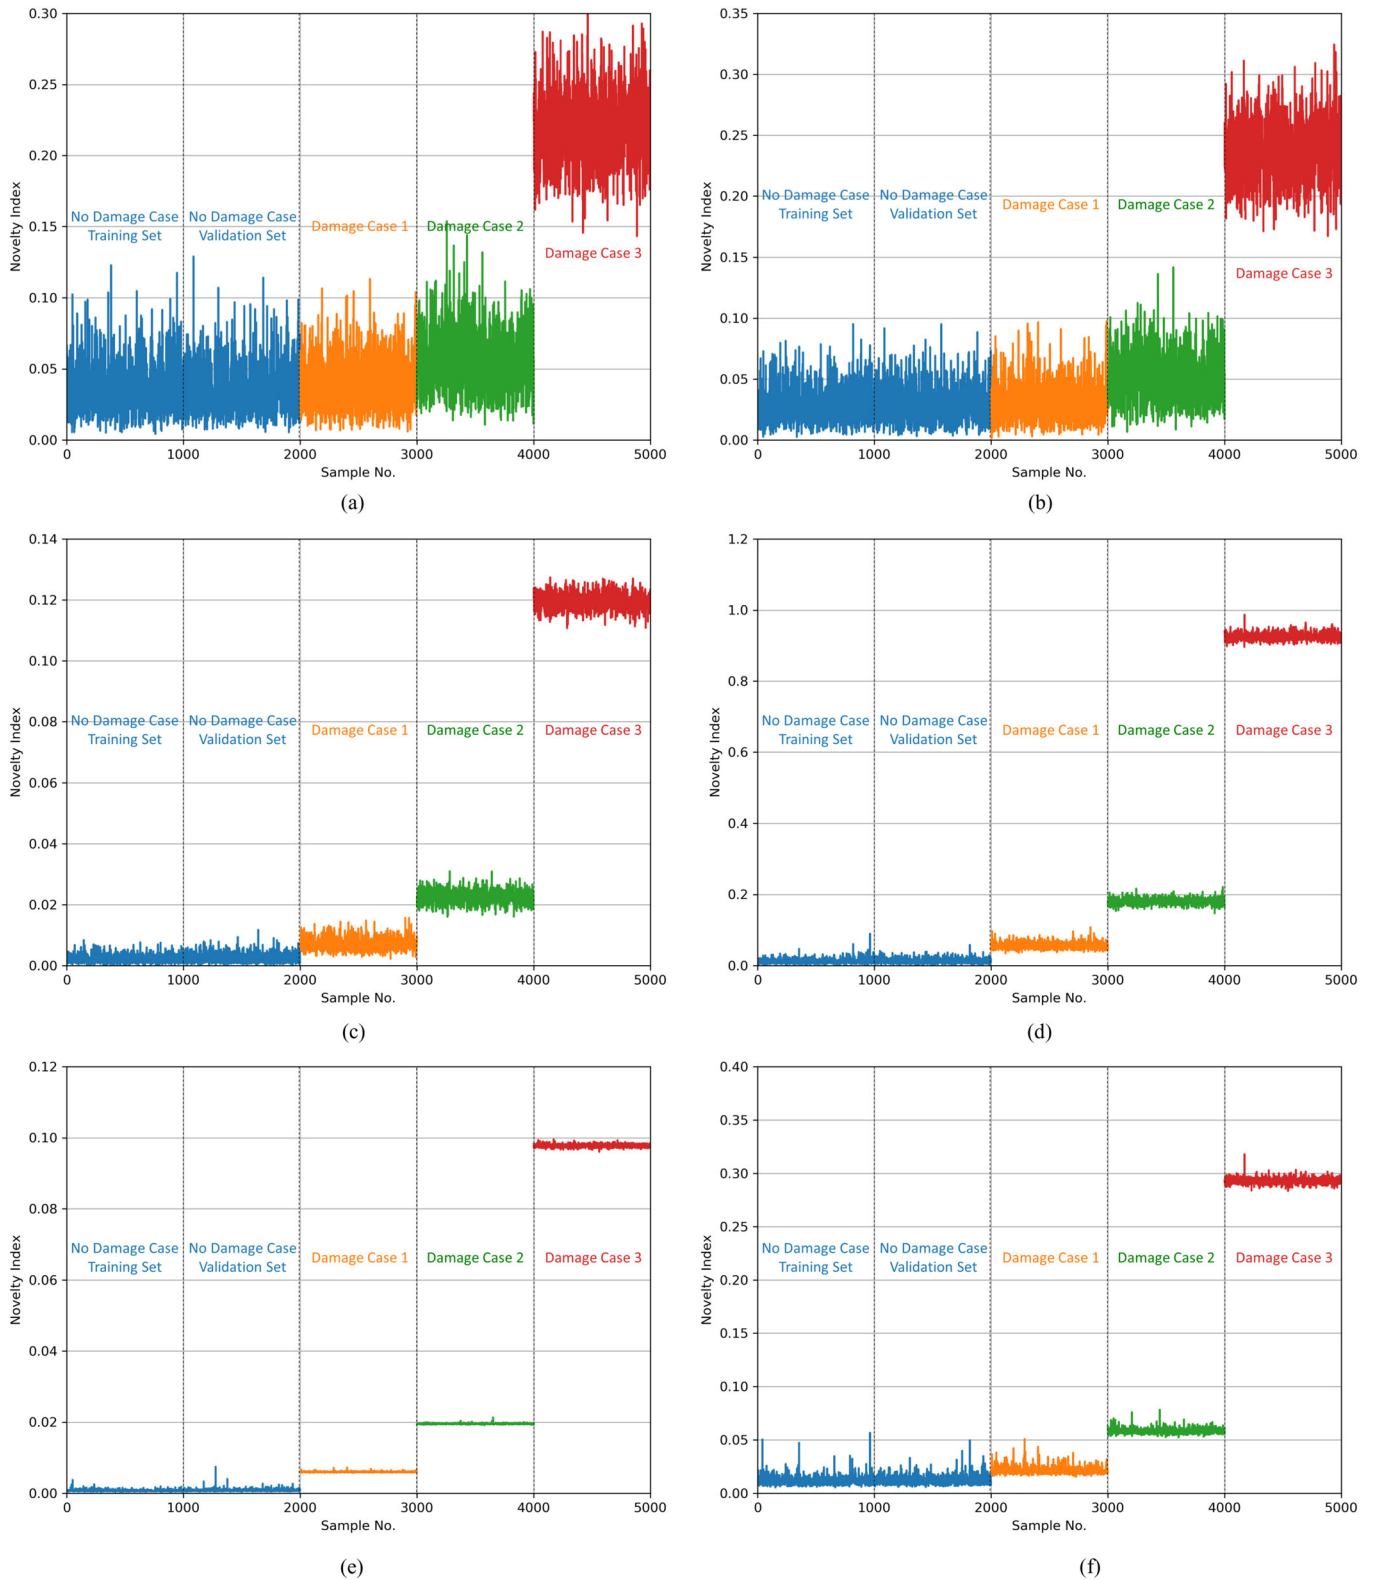 0.30
0.25
0.20
0.15
0.10
0.05
0.00
Novelty Index
No Damage Case
Training Set
No Damage Case
Validation Set
Damage Case 1
Damage Case 2
Damage Case 3
0 1000 2000 3000 4000 5000
Sample No.
(a)
0.35
0.30
0.25
0.20
0.15
0.10
0.05
0.00
Novelty Index
No Damage Case
Training Set
No Damage Case
Validation Set
Damage Case 1
Damage Case 2
Damage Case 3
0 1000 2000 3000 4000 5000
Sample No.
(b)
0.14
0.12
0.10
0.08
0.06
0.04
0.02
0.00
Novelty Index
No Damage Case
Training Set
No Damage Case
Validation Set
Damage Case 1
Damage Case 2
Damage Case 3
0 1000 2000 3000 4000 5000
Sample No.
(c)
1.2
1.0
0.8
0.6
0.4
0.2
0.0
Novelty Index
No Damage Case
Training Set
No Damage Case
Validation Set
Damage Case 1
Damage Case 2
Damage Case 3
0 1000 2000 3000 4000 5000
Sample No.
(d)
0.12
0.10
0.08
0.06
0.04
0.02
0.00
Novelty Index
No Damage Case
Training Set
No Damage Case
Validation Set
Damage Case 1
Damage Case 2
Damage Case 3
0 1000 2000 3000 4000 5000
Sample No.
(e)
0.40
0.35
0.30
0.25
0.20
0.15
0.10
0.05
0.00
Novelty Index
No Damage Case
Training Set
No Damage Case
Validation Set
Damage Case 1
Damage Case 2
Damage Case 3
0 1000 2000 3000 4000 5000
Sample No.
(f)